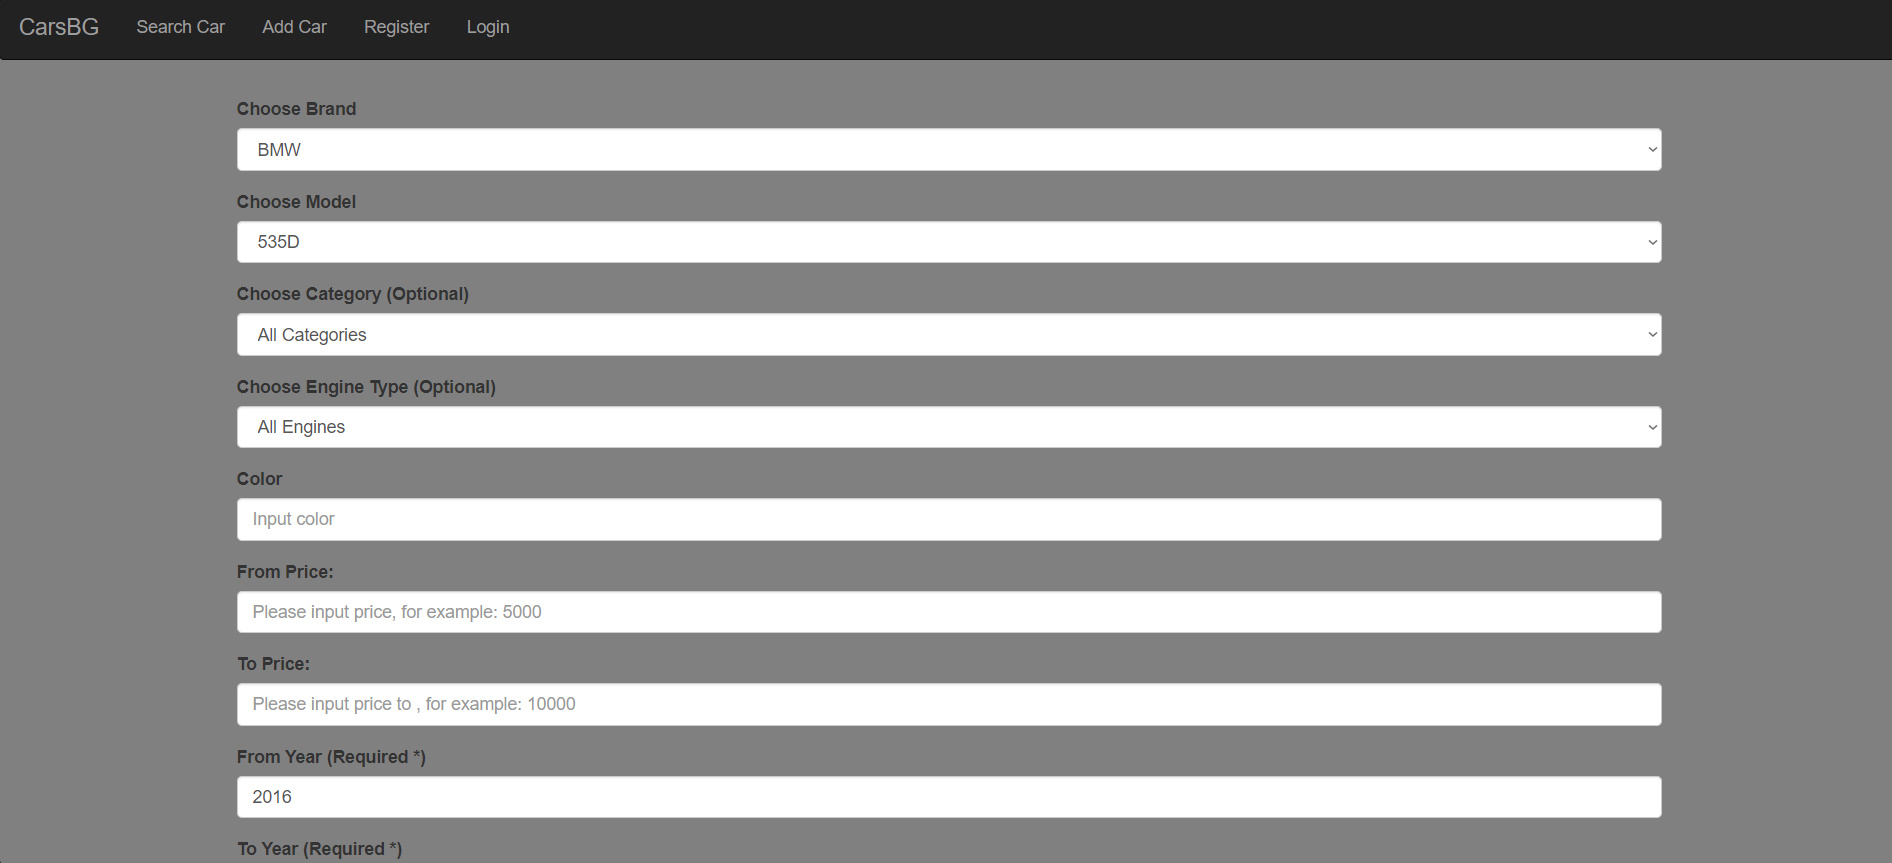 CarsBG Search Car Add Car Register Login
Choose Brand
BMW
Choose Model
535D
Choose Category (Optional)
All Categories
Choose Engine Type (Optional)
All Engines
Color
Input color
From Price:
Please input price, for example: 5000
To Price:
Please input price to , for example: 10000
From Year (Required *)
2016
To Year (Required *)